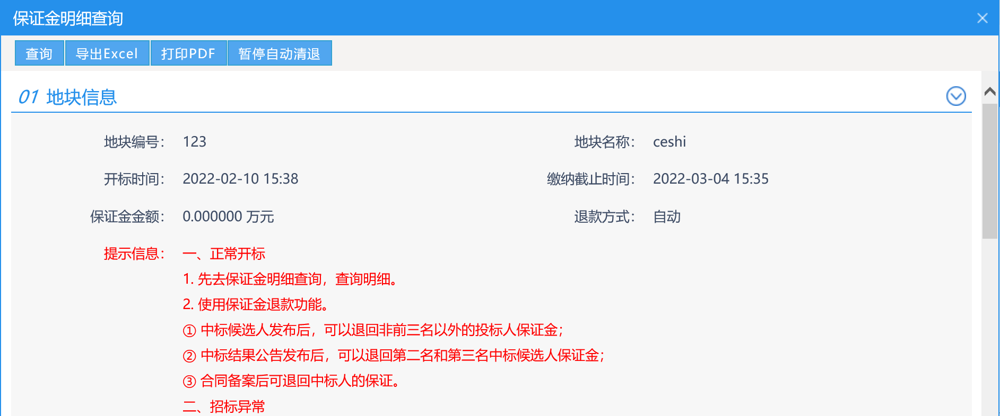 保证金明细查询
查询 导出Excel 打印PDF 暂停自动清退
01 地块信息
地块编号： 123 地块名称： ceshi
开标时间： 2022-02-10 15:38 缴纳截止时间： 2022-03-04 15:35
保证金金额： 0.000000 万元 退款方式： 自动
提示信息： 一、正常开标
1. 先去保证金明细查询，查询明细。
2. 使用保证金退款功能。
① 中标候选人发布后，可以退回非前三名以外的投标人保证金；
② 中标结果公告发布后，可以退回第二名和第三名中标候选人保证金；
③ 合同备案后可退回中标人的保证。
二、招标异常